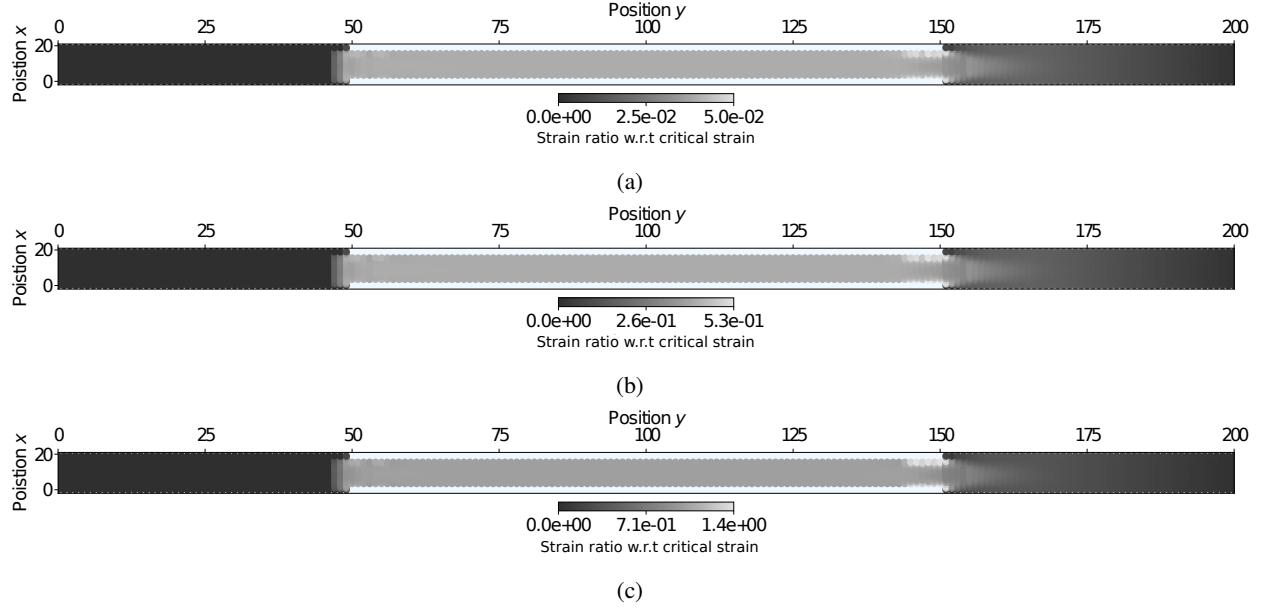 Position y
0 25 50 75 100 125 150 175 200
Poistion x
20
0
0.0e+00 2.5e-02 5.0e-02
Strain ratio w.r.t critical strain
(a)
Position y
0 25 50 75 100 125 150 175 200
Poistion x
20
0
0.0e+00 2.6e-01 5.3e-01
Strain ratio w.r.t critical strain
(b)
Position y
0 25 50 75 100 125 150 175 200
Poistion x
20
0
0.0e+00 7.1e-01 1.4e+00
Strain ratio w.r.t critical strain
(c)